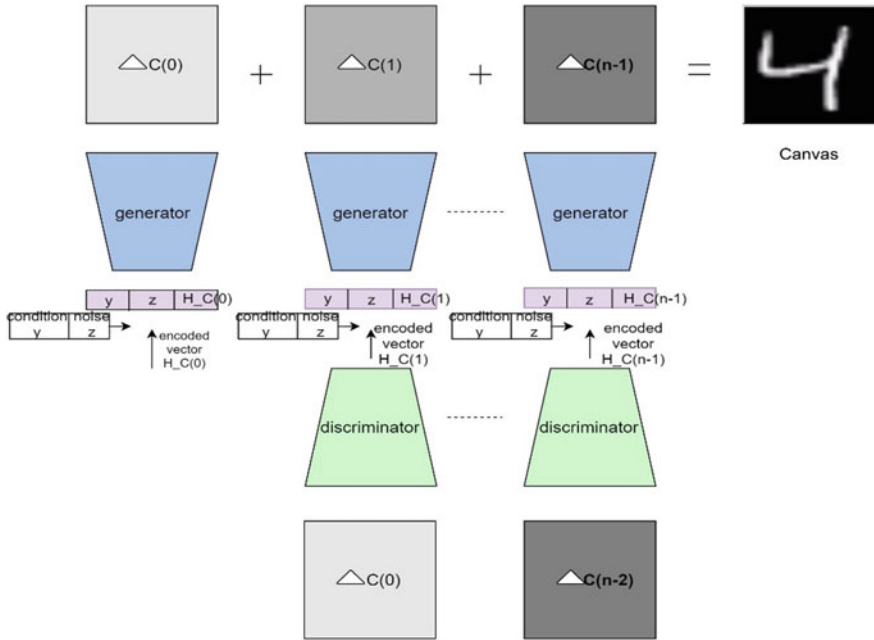 C(0) + C(1) + C(n-1) =
Canvas
generator generator generator
y z H_C(0) y z H_C(1) y z H_C(n-1)
condition noise condition noise condition noise
y z y z y z
encoded vector H_C(0)
encoded vector H_C(1)
encoded vector H_C(n-1)
discriminator discriminator
C(0) C(n-2)